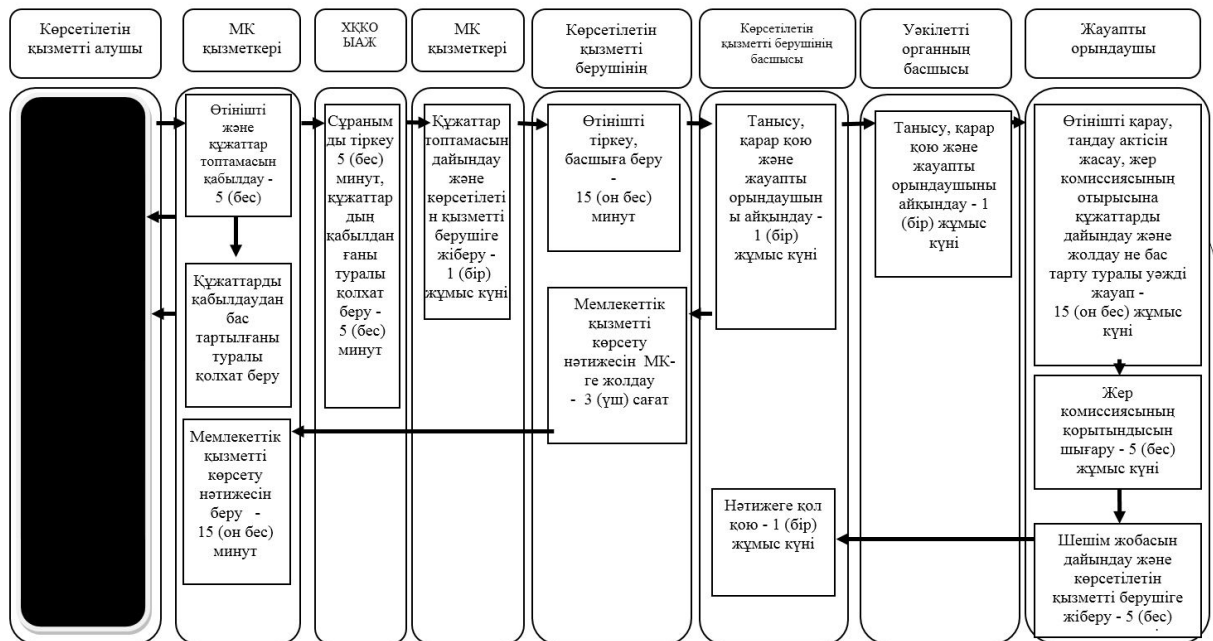 Көрсетілетін
қызметті алушы
МК
қызметкері
ХҚКО
ЫАЖ
МК
қызметкері
Көрсетілетін
қызметті
берушінің
Көрсетілетін
қызметті берушінің
басшысы
Уәкілетті
органның
басшысы
Жауапты
орындаушы
Өтінішті
және
құжаттар
топтамасын
қабылдау -
5 (бес)
Құжаттарды
қабылдаудан
бас
тартылғаны
туралы
қолхат беру
Мемлекеттік
қызметті
көрсету
нәтижесін
беру -
15 (он бес)
минут
Сұраным
ды тіркеу
5 (бес)
минут,
құжаттар
дың
қабылдан
ғаны
туралы
қолхат
беру -
5 (бес)
минут
Құжаттар
топтамасын
дайындау
және
көрсетілеті
н қызметті
берушіге
жіберу -
1 (бір)
жұмыс күні
Өтінішті
тіркеу,
басшыға беру
-
15 (он бес)
минут
Мемлекеттік
қызметті
көрсету
нәтижесін МК-
ге жолдау
- 3 (үш) сағат
Танысу,
қарар қою
және
жауапты
орындаушын
ы айқындау -
1 (бір)
жұмыс күні
Нәтижеге қол
қою - 1 (бір)
жұмыс күні
Танысу, қарар
қою және
жауапты
орындаушыны
айқындау - 1
(бір) жұмыс
күні
Өтінішті қарау,
таңдау актісін
жасау, жер
комиссиясының
отырысына
құжаттарды
дайындау және
жолдау не бас
тарту туралы уәжді
жауап -
15 (он бес) жұмыс
күні
Жер
комиссиясының
қорытындысын
шығару - 5 (бес)
жұмыс күні
Шешім жобасын
дайындау және
көрсетілетін
қызметті берушіге
жіберу - 5 (бес)